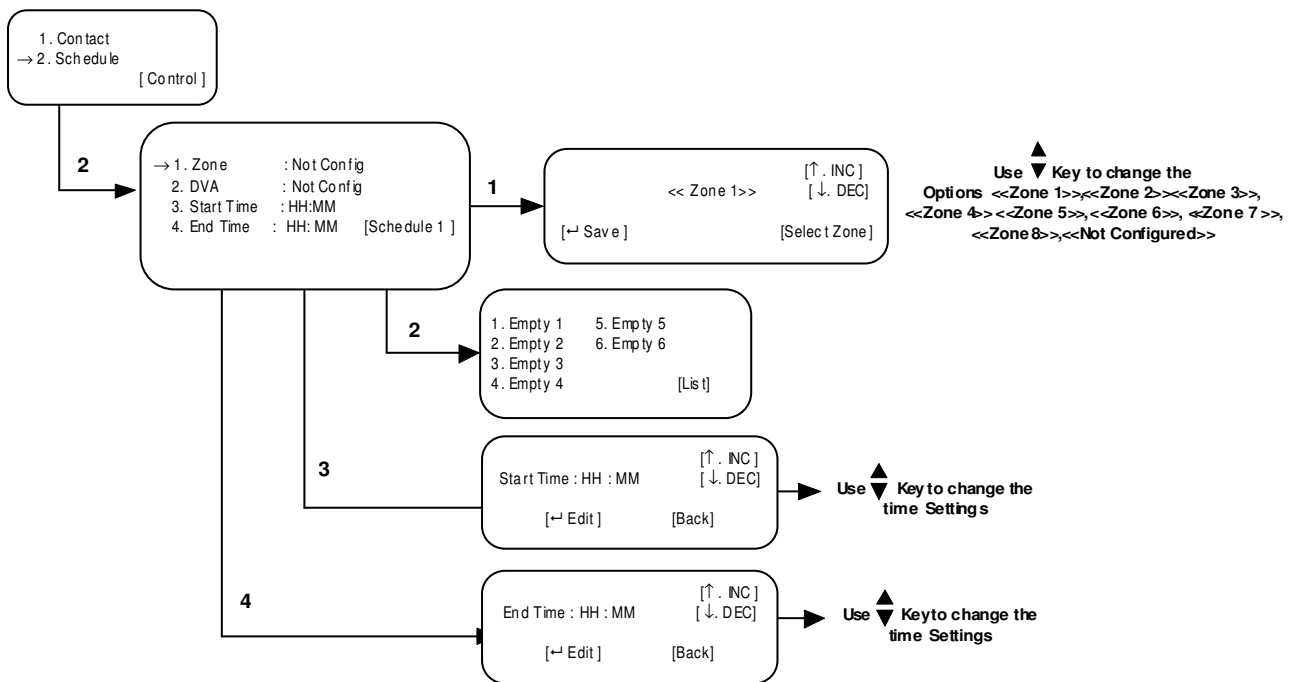 1. Contact
→ 2. Schedule
[ Control ]
2
→ 1. Zone : Not Config
2. DVA : Not Config
3. Start Time : HH:MM
4. End Time : HH: MM [Schedule 1 ]
1
[↑ . INC ]
<< Zone 1>> [ ↓. DEC]
[↵ Save ] [Select Zone]
Use ▲▼ Key to change the
Options <<Zone 1>>,<<Zone 2>><<Zone 3>>,
<<Zone 4>> <<Zone 5>>,<<Zone 6>>, <<Zone 7 >>,
<<Zone 8>>,<<Not Configured>>
2
1. Empty 1 5. Empty 5
2. Empty 2 6. Empty 6
3. Empty 3
4. Empty 4 [List]
3
[↑ . INC ]
Start Time : HH : MM [ ↓. DEC]
[↵ Edit ] [Back]
Use ▲▼ Key to change the
time Settings
4
[↑ . INC ]
End Time : HH : MM [ ↓. DEC]
[↵ Edit ] [Back]
Use ▲▼ Key to change the
time Settings